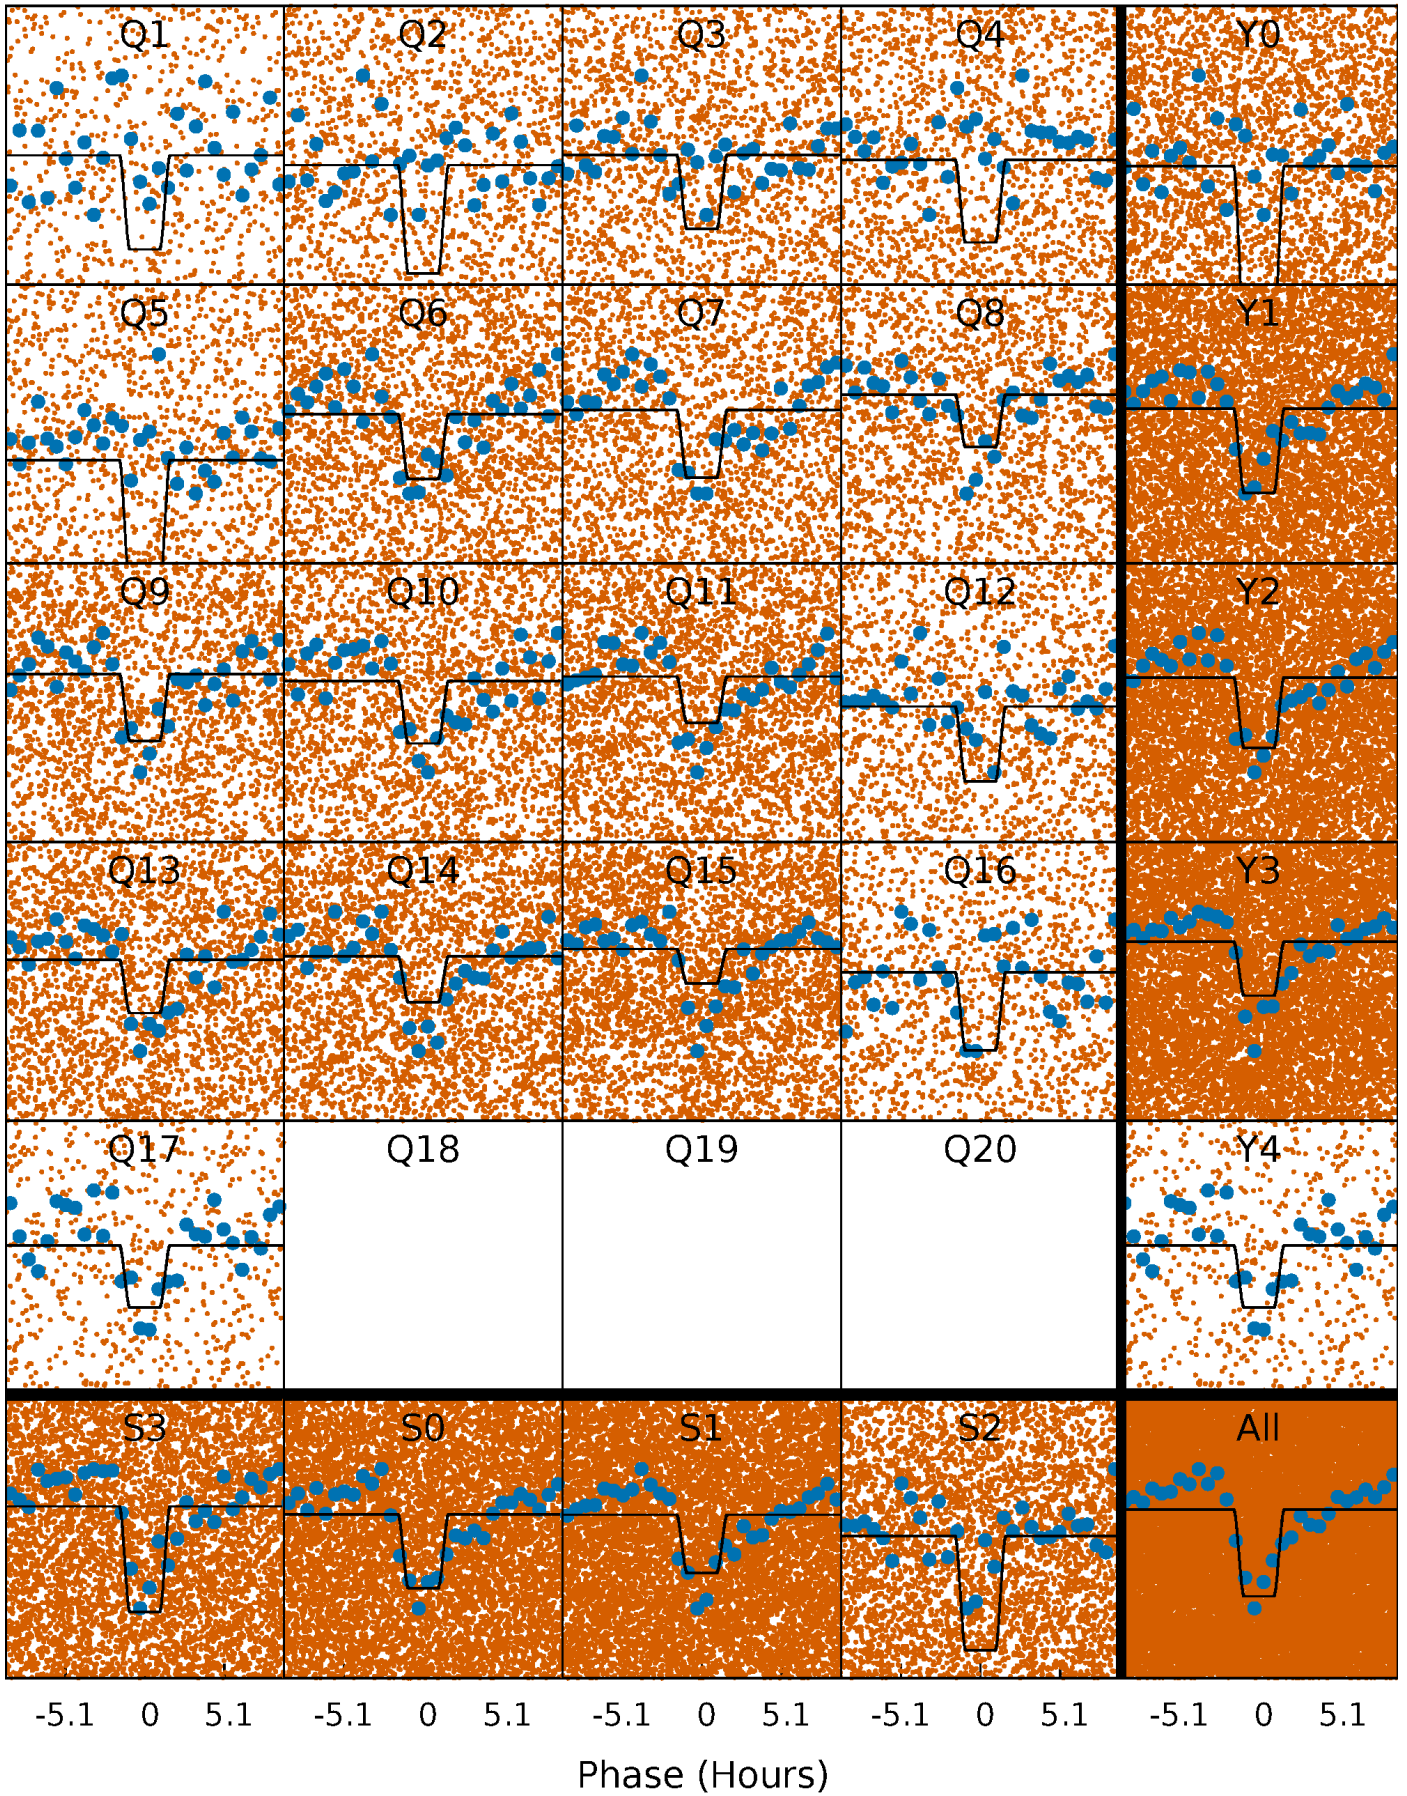 Q1 Q2 Q3 Q4 Y0
Q5 Q6 Q7 Q8 Y1
Q9 Q10 Q11 Q12 Y2
Q13 Q14 Q15 Q16 Y3
Q17 Q18 Q19 Q20 Y4
S3 S0 S1 S2 All
-5.1 0 5.1 -5.1 0 5.1 -5.1 0 5.1 -5.1 0 5.1 -5.1 0 5.1
Phase (Hours)